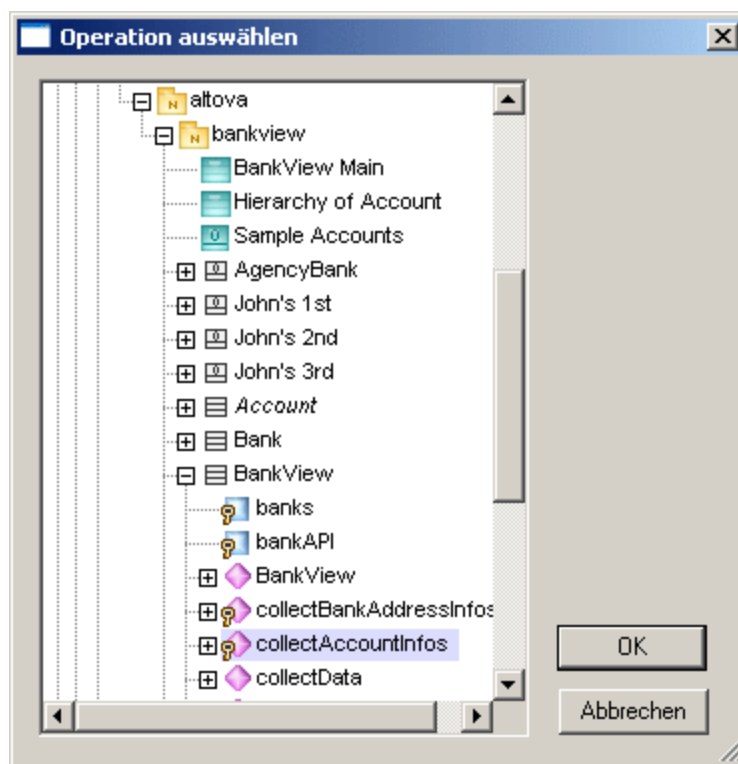 Operation auswählen
altova
bankview
BankView Main
Hierarchy of Account
Sample Accounts
AgencyBank
John's 1st
John's 2nd
John's 3rd
Account
Bank
BankView
banks
bankAPI
BankView
collectBankAddressInfos
collectAccountInfos
collectData
OK
Abbrechen